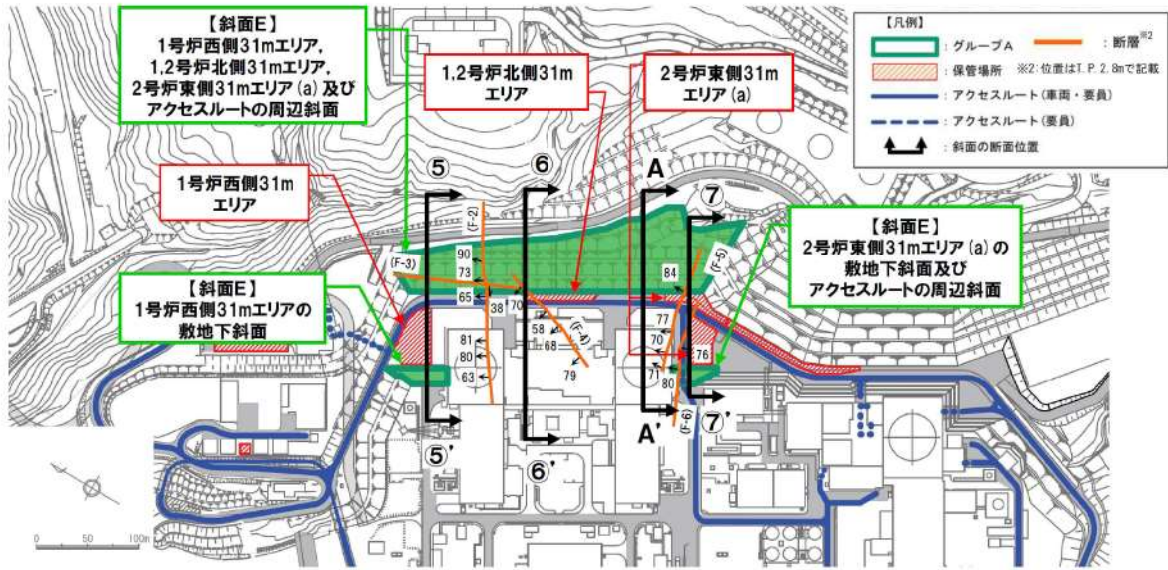 【斜面E】
1号炉西側31mエリア,
1,2号炉北側31mエリア,
2号炉東側31mエリア(a)及び
アクセスルートの周辺斜面
1,2号炉北側31m
エリア
2号炉東側31m
エリア(a)
【凡例】
：グループA
：断層※2
：保管場所
※2：位置はT.P.2.8mで記載
：アクセスルート(車両・要員)
：アクセスルート(要員)
：斜面の断面位置
1号炉西側31m
エリア
【斜面E】
1号炉西側31mエリアの
敷地下斜面
【斜面E】
2号炉東側31mエリア(a)の
敷地下斜面及び
アクセスルートの周辺斜面
⑤
⑥
A
⑦
(F-2)
(F-3)
(F-5)
90
73
84
65
38
70
58
68
(F-4)
77
70
76
81
80
63
79
71
80
(F-6)
⑤'
⑥'
A'
⑦'
0
50
100m